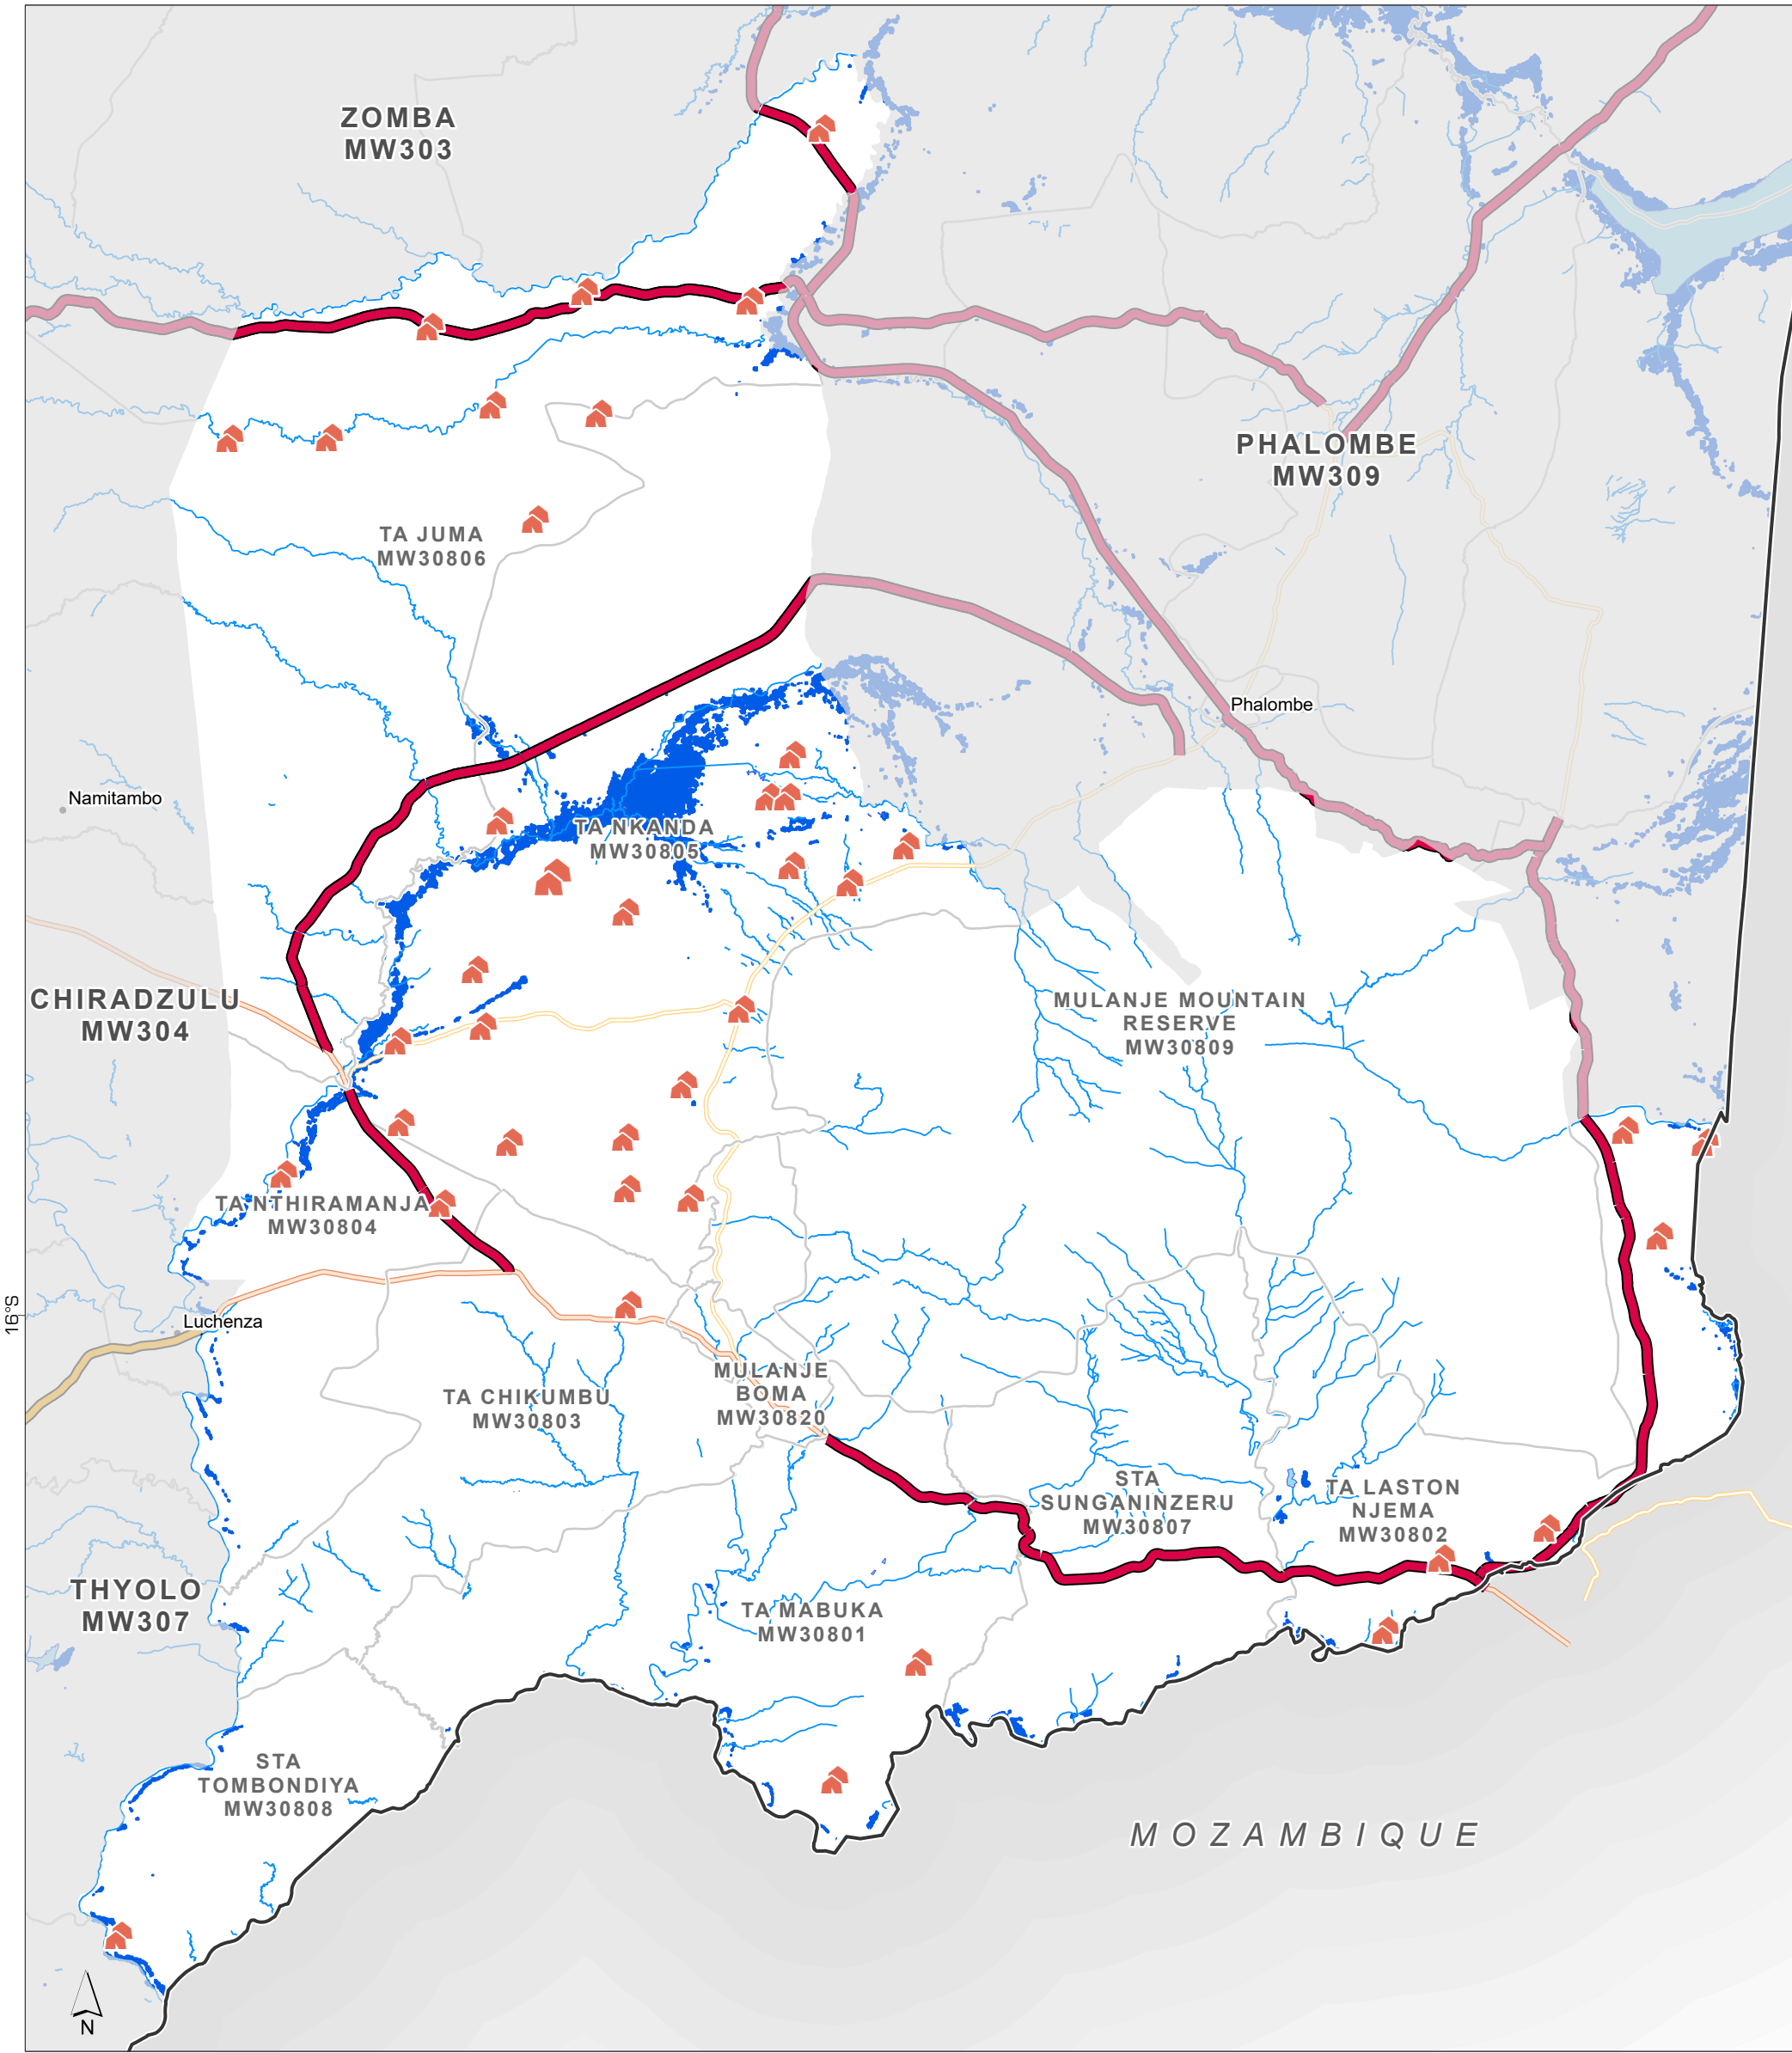 ZOMBA
MW303
PHALOMBE
MW309
TA JUMA
MW30806
Phalombe
Namitambo
TA NKANDA
MW30805
CHIRADZULU
MW304
MULANJE MOUNTAIN
RESERVE
MW30809
TA NTHIRAMANJA
MW30804
16°S
Luchenza
MULANJE
BOMA
MW30820
TA CHIKUMBU
MW30803
STA
SUNGANINZERU
MW30807
TA LASTON
NJEMA
MW30802
THYOLO
MW307
TA MABUKA
MW30801
STA
TOMBONDIYA
MW30808
MOZAMBIQUE
N